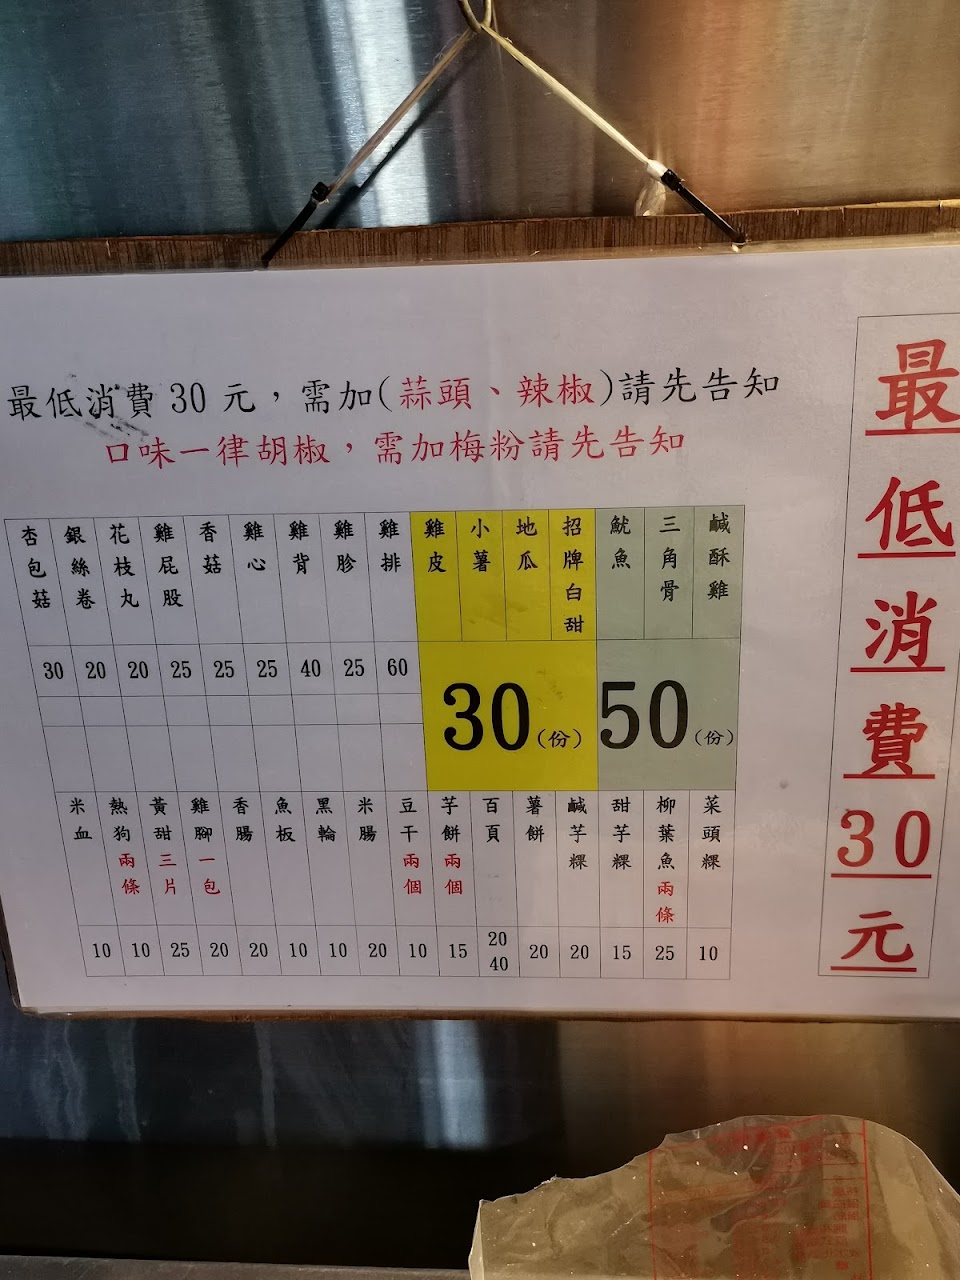 最低消費30元，需加(蒜頭、辣椒)請先告知
口味一律胡椒，需加梅粉請先告知
最低消費30元
鹹酥雞
三角骨
魷魚
50(份)
招牌白甜
地瓜
小薯
雞皮
30(份)
雞排 60
雞胗 25
雞背 40
雞心 25
香菇 25
雞屁股 25
花枝丸 20
銀絲卷 20
杏包菇 30
菜頭粿 10
柳葉魚兩條 25
甜芋粿 15
鹹芋粿 20
薯餅 20
百頁 20 40
芋餅兩個 15
豆干兩個 10
米腸 20
黑輪 10
魚板 10
香腸 20
雞腳一包 20
黃甜三片 25
熱狗兩條 10
米血 10